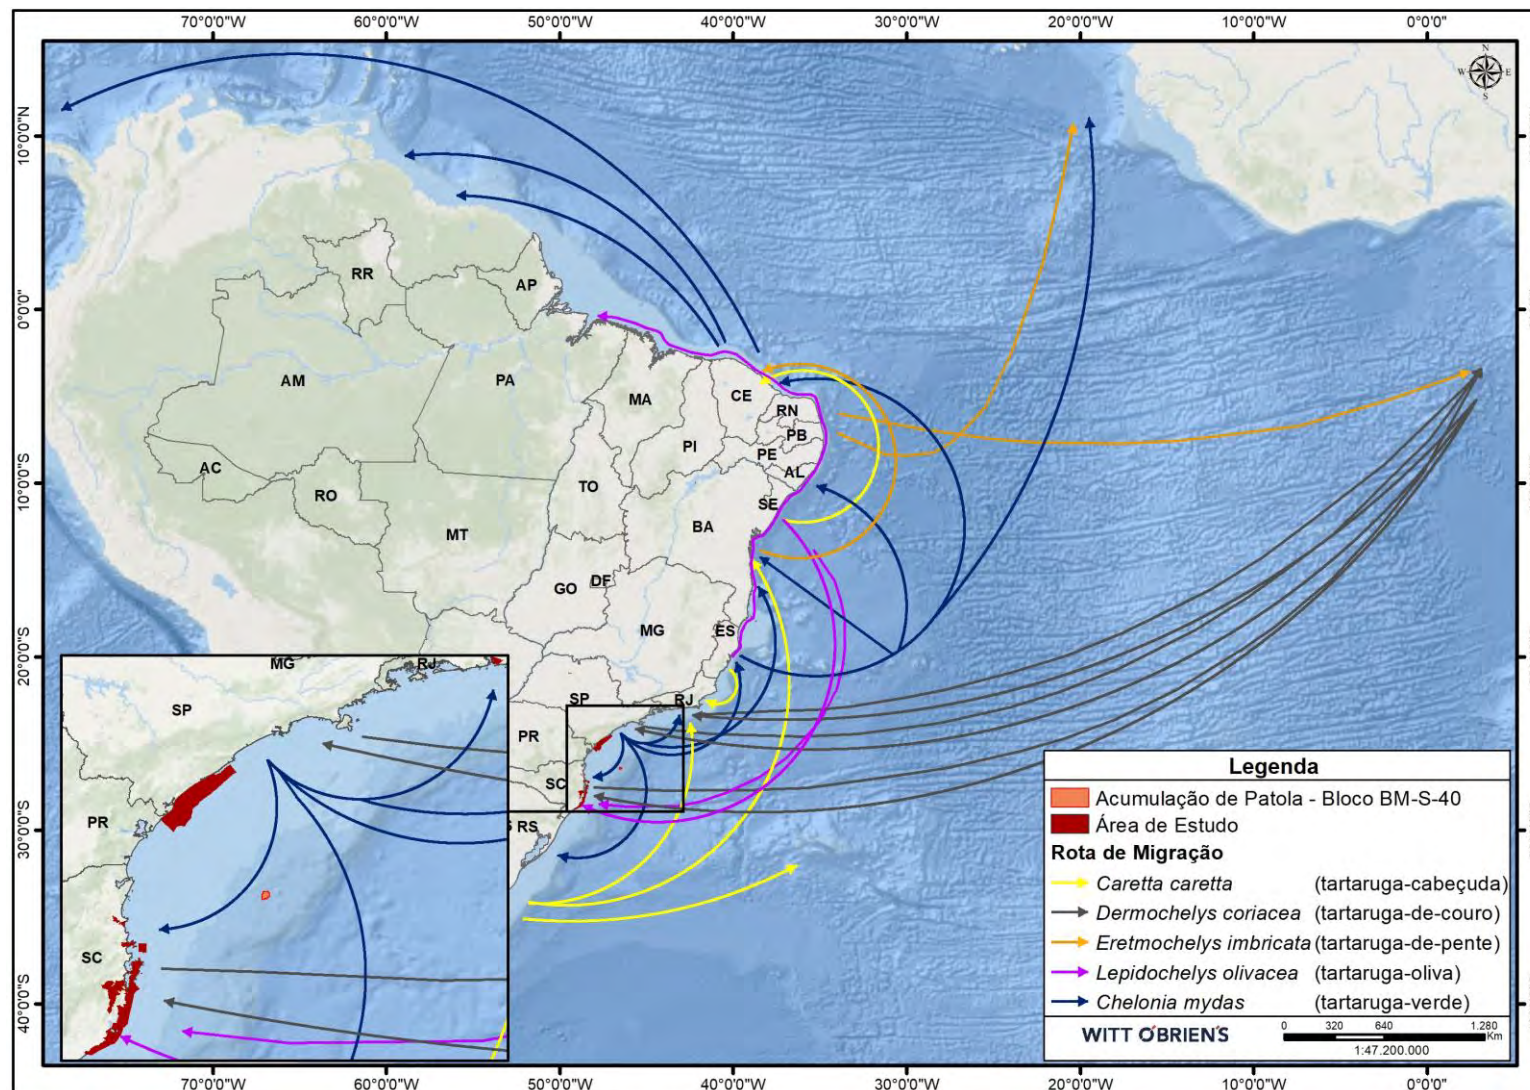 70°0'0"W 60°0'0"W 50°0'0"W 40°0'0"W 30°0'0"W 20°0'0"W 10°0'0"W 0°0'0"
N
W E
S
10°0'0"N
0°0'0"
10°0'0"S
20°0'0"S
30°0'0"S
40°0'0"S
RR
AP
AM
PA
MA
CE
RN
PB
PI
PE
AL
AC
RO
TO
SE
MT
BA
GO
DF
MG
ES
SP
RJ
PR
SC
RS
MG
RJ
SP
PR
SC
Legenda
Acumulação de Patola - Bloco BM-S-40
Área de Estudo
Rota de Migração
Caretta caretta (tartaruga-cabeçuda)
Dermochelys coriacea (tartaruga-de-couro)
Eretmochelys imbricata (tartaruga-de-pente)
Lepidochelys olivacea (tartaruga-oliva)
Chelonia mydas (tartaruga-verde)
WITT O'BRIEN'S
0 320 640 1.280
Km
1:47.200.000
70°0'0"W 60°0'0"W 50°0'0"W 40°0'0"W 30°0'0"W 20°0'0"W 10°0'0"W 0°0'0"